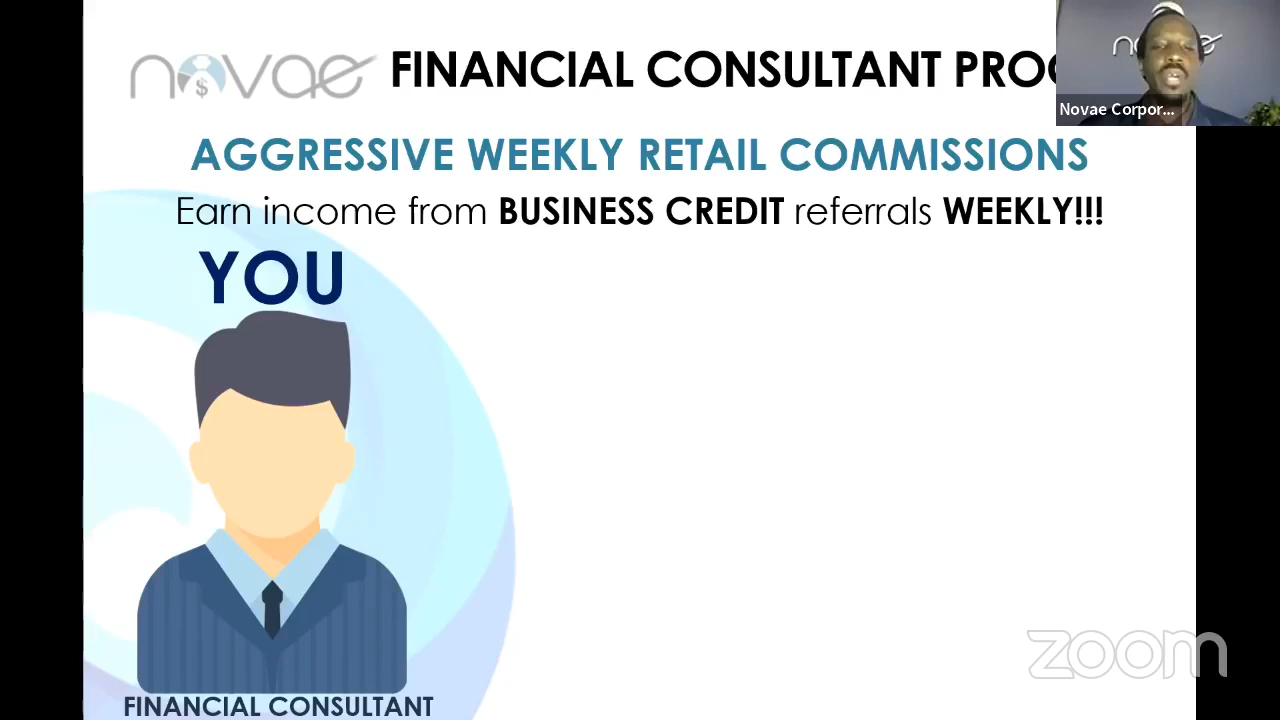 novae FINANCIAL CONSULTANT PROG
Novae Corpor...
AGGRESSIVE WEEKLY RETAIL COMMISSIONS
Earn income from BUSINESS CREDIT referrals WEEKLY!!!
YOU
$
FINANCIAL CONSULTANT
zoom